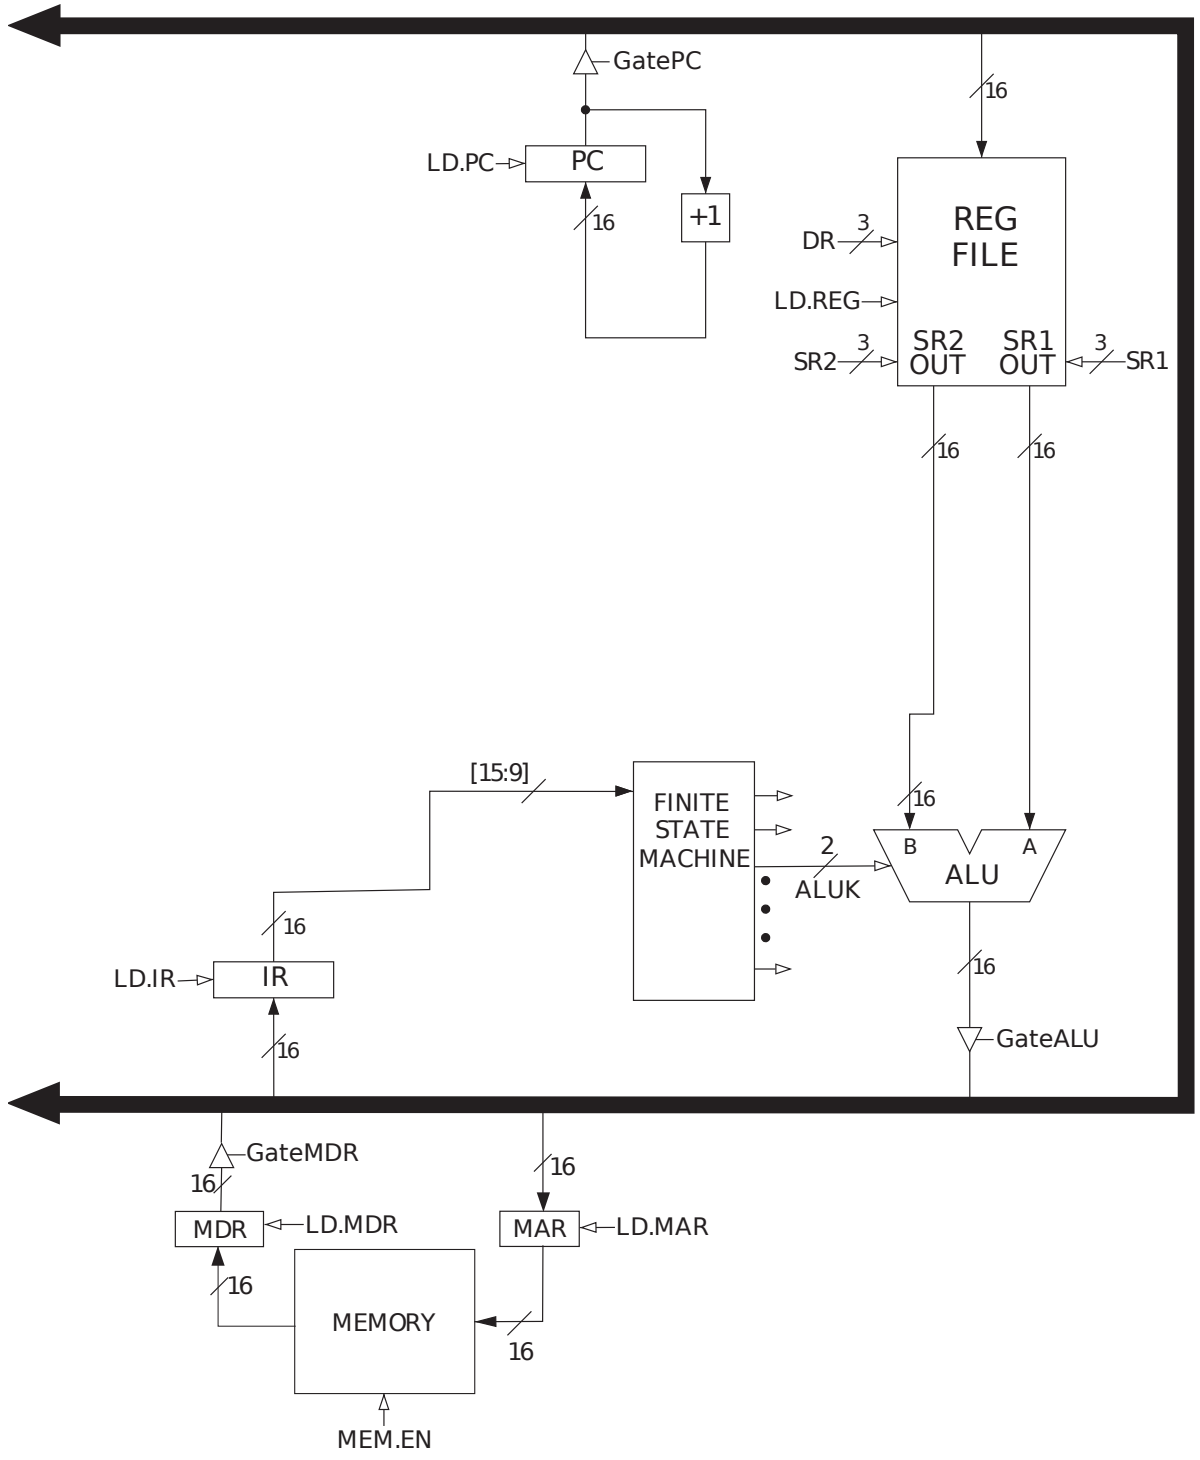 GatePC
16
LD.PC
PC
16
+1
REG
FILE
DR
3
LD.REG
SR2
3
SR2
OUT
SR1
OUT
3
SR1
16
16
[15:9]
FINITE
STATE
MACHINE
2
ALUK
16
B
A
ALU
16
LD.IR
IR
16
16
GateALU
GateMDR
16
16
MDR
LD.MDR
MAR
LD.MAR
16
MEMORY
16
MEM.EN